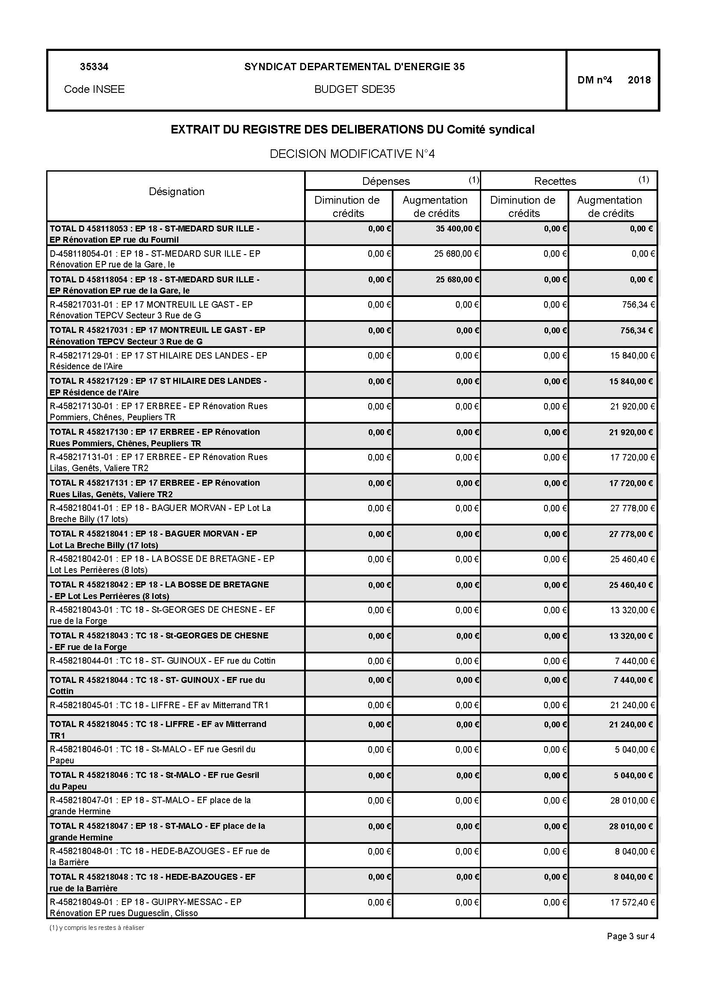 35334 SYNDICAT DEPARTEMENTAL D'ENERGIE 35
DM n°4 2018
Code INSEE BUDGET SDE35
EXTRAIT DU REGISTRE DES DELIBERATIONS DU Comité syndical
DECISION MODIFICATIVE N°4
Désignation Dépenses (1) Recettes (1)
Diminution de crédits Augmentation de crédits Diminution de crédits Augmentation de crédits
TOTAL D 458118053 : EP 18 - ST-MEDARD SUR ILLE - 0,00 € 35 400,00 € 0,00 € 0,00 €
EP Rénovation EP rue du Fournil
D-458118054-01 : EP 18 - ST-MEDARD SUR ILLE - EP 0,00 € 25 680,00 € 0,00 € 0,00 €
Rénovation EP rue de la Gare, le
TOTAL D 458118054 : EP 18 - ST-MEDARD SUR ILLE - 0,00 € 25 680,00 € 0,00 € 0,00 €
EP Rénovation EP rue de la Gare, le
R-458217031-01 : EP 17 MONTREUIL LE GAST - EP 0,00 € 0,00 € 0,00 € 756,34 €
Rénovation TEPCV Secteur 3 Rue de G
TOTAL R 458217031 : EP 17 MONTREUIL LE GAST - EP 0,00 € 0,00 € 0,00 € 756,34 €
Rénovation TEPCV Secteur 3 Rue de G
R-458217129-01 : EP 17 ST HILAIRE DES LANDES - EP 0,00 € 0,00 € 0,00 € 15 840,00 €
Résidence de l'Aire
TOTAL R 458217129 : EP 17 ST HILAIRE DES LANDES - 0,00 € 0,00 € 0,00 € 15 840,00 €
EP Résidence de l'Aire
R-458217130-01 : EP 17 ERBREE - EP Rénovation Rues 0,00 € 0,00 € 0,00 € 21 920,00 €
Pommiers, Chênes, Peupliers TR
TOTAL R 458217130 : EP 17 ERBREE - EP Rénovation 0,00 € 0,00 € 0,00 € 21 920,00 €
Rues Pommiers, Chênes, Peupliers TR
R-458217131-01 : EP 17 ERBREE - EP Rénovation Rues 0,00 € 0,00 € 0,00 € 17 720,00 €
Lilas, Genêts, Valiere TR2
TOTAL R 458217131 : EP 17 ERBREE - EP Rénovation 0,00 € 0,00 € 0,00 € 17 720,00 €
Rues Lilas, Genêts, Valiere TR2
R-458218041-01 : EP 18 - BAGUER MORVAN - EP Lot La 0,00 € 0,00 € 0,00 € 27 778,00 €
Breche Billy (17 lots)
TOTAL R 458218041 : EP 18 - BAGUER MORVAN - EP 0,00 € 0,00 € 0,00 € 27 778,00 €
Lot La Breche Billy (17 lots)
R-458218042-01 : EP 18 - LA BOSSE DE BRETAGNE - EP 0,00 € 0,00 € 0,00 € 25 460,40 €
Lot Les Perrièeres (8 lots)
TOTAL R 458218042 : EP 18 - LA BOSSE DE BRETAGNE 0,00 € 0,00 € 0,00 € 25 460,40 €
- EP Lot Les Perrièeres (8 lots)
R-458218043-01 : TC 18 - St-GEORGES DE CHESNE - EF 0,00 € 0,00 € 0,00 € 13 320,00 €
rue de la Forge
TOTAL R 458218043 : TC 18 - St-GEORGES DE CHESNE 0,00 € 0,00 € 0,00 € 13 320,00 €
- EF rue de la Forge
R-458218044-01 : TC 18 - ST- GUINOUX - EF rue du Cottin 0,00 € 0,00 € 0,00 € 7 440,00 €
TOTAL R 458218044 : TC 18 - ST- GUINOUX - EF rue du 0,00 € 0,00 € 0,00 € 7 440,00 €
Cottin
R-458218045-01 : TC 18 - LIFFRE - EF av Mitterrand TR1 0,00 € 0,00 € 0,00 € 21 240,00 €
TOTAL R 458218045 : TC 18 - LIFFRE - EF av Mitterrand 0,00 € 0,00 € 0,00 € 21 240,00 €
TR1
R-458218046-01 : TC 18 - St-MALO - EF rue Gesril du 0,00 € 0,00 € 0,00 € 5 040,00 €
Papeu
TOTAL R 458218046 : TC 18 - St-MALO - EF rue Gesril 0,00 € 0,00 € 0,00 € 5 040,00 €
du Papeu
R-458218047-01 : EP 18 - ST-MALO - EF place de la 0,00 € 0,00 € 0,00 € 28 010,00 €
grande Hermine
TOTAL R 458218047 : EP 18 - ST-MALO - EF place de la 0,00 € 0,00 € 0,00 € 28 010,00 €
grande Hermine
R-458218048-01 : TC 18 - HEDE-BAZOUGES - EF rue de 0,00 € 0,00 € 0,00 € 8 040,00 €
la Barrière
TOTAL R 458218048 : TC 18 - HEDE-BAZOUGES - EF 0,00 € 0,00 € 0,00 € 8 040,00 €
rue de la Barrière
R-458218049-01 : EP 18 - GUIPRY-MESSAC - EP 0,00 € 0,00 € 0,00 € 17 572,40 €
Rénovation EP rues Duguesclin, Clisso
(1) y compris les restes à réaliser
Page 3 sur 4